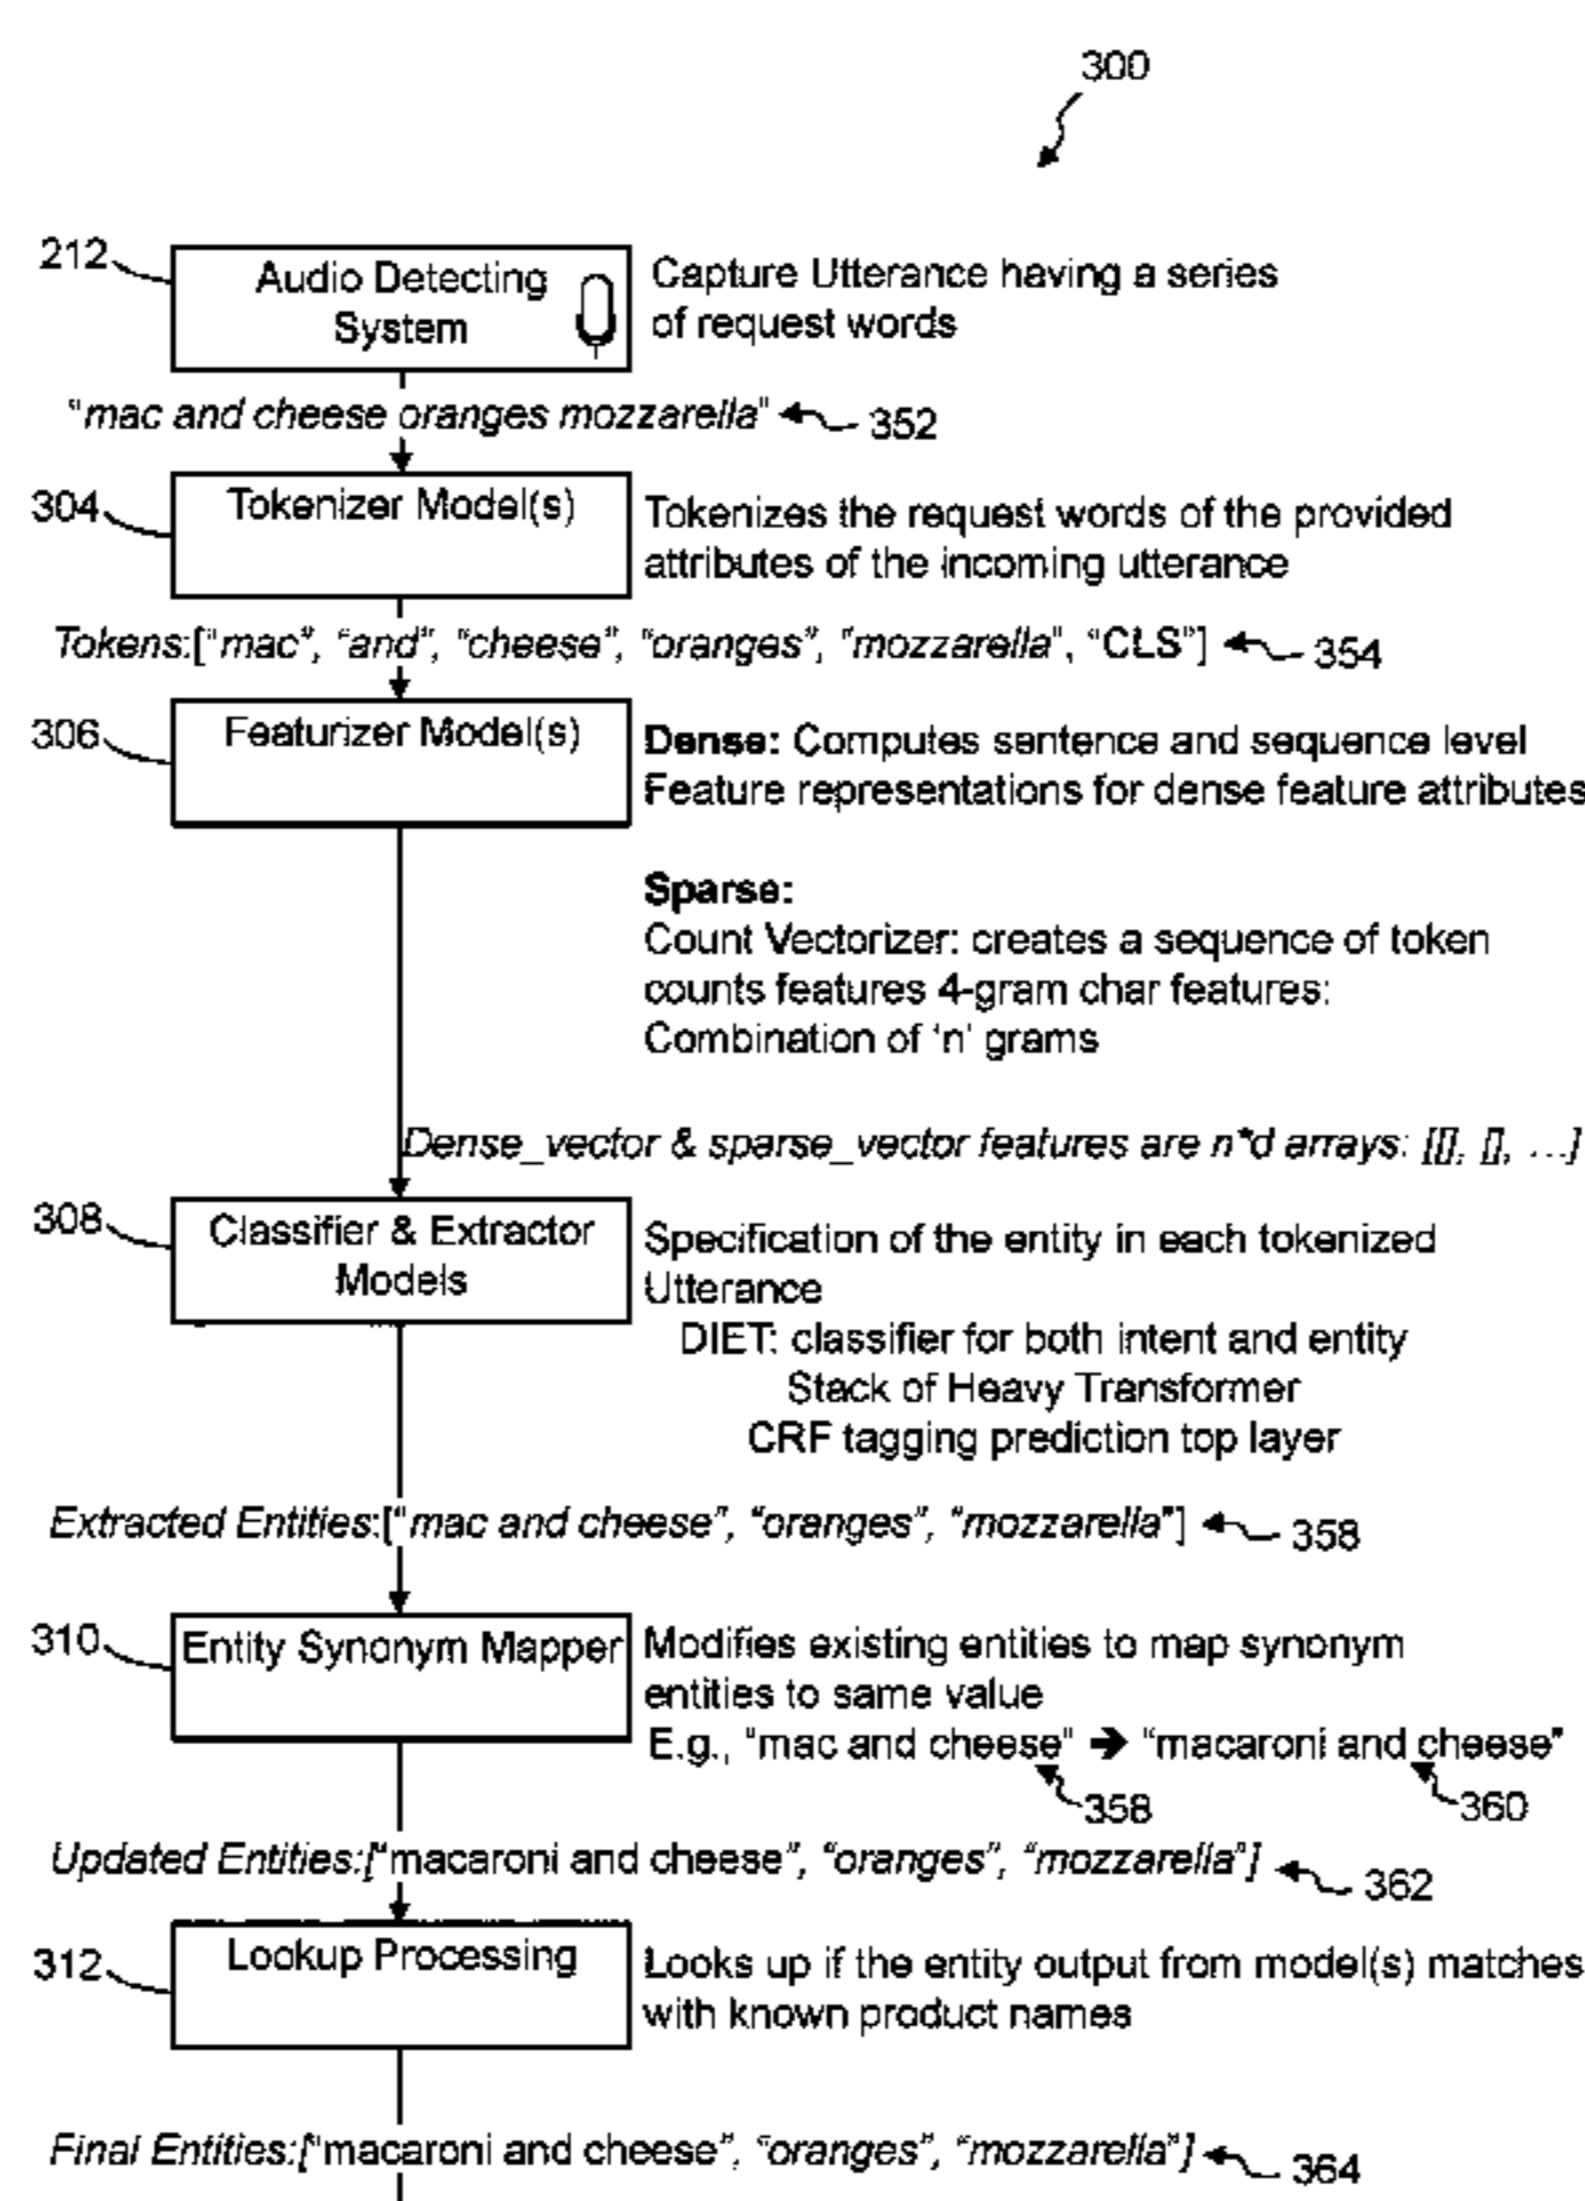 300
212 Audio Detecting Capture Utterance having a series
System of request words
"mac and cheese oranges mozzarella" 352
304 Tokenizer Model(s) Tokenizes the request words of the provided
attributes of the incoming utterance
Tokens:["mac", "and", "cheese", "oranges", "mozzarella", "CLS"] 354
306 Featurizer Model(s) Dense: Computes sentence and sequence level
Feature representations for dense feature attributes
Sparse:
Count Vectorizer: creates a sequence of token
counts features 4-gram char features:
Combination of 'n' grams
Dense_vector & sparse_vector features are n*d arrays: [[[], [], ...]
308 Classifier & Extractor Specification of the entity in each tokenized
Models Utterance
DIET: classifier for both intent and entity
Stack of Heavy Transformer
CRF tagging prediction top layer
Extracted Entities:["mac and cheese", "oranges", "mozzarella"] 358
310 Entity Synonym Mapper Modifies existing entities to map synonym
entities to same value
E.g., "mac and cheese" → "macaroni and cheese"
358 360
Updated Entities:["macaroni and cheese", "oranges", "mozzarella"] 362
312 Lookup Processing Looks up if the entity output from model(s) matches
with known product names
Final Entities:["macaroni and cheese", "oranges", "mozzarella"] 364